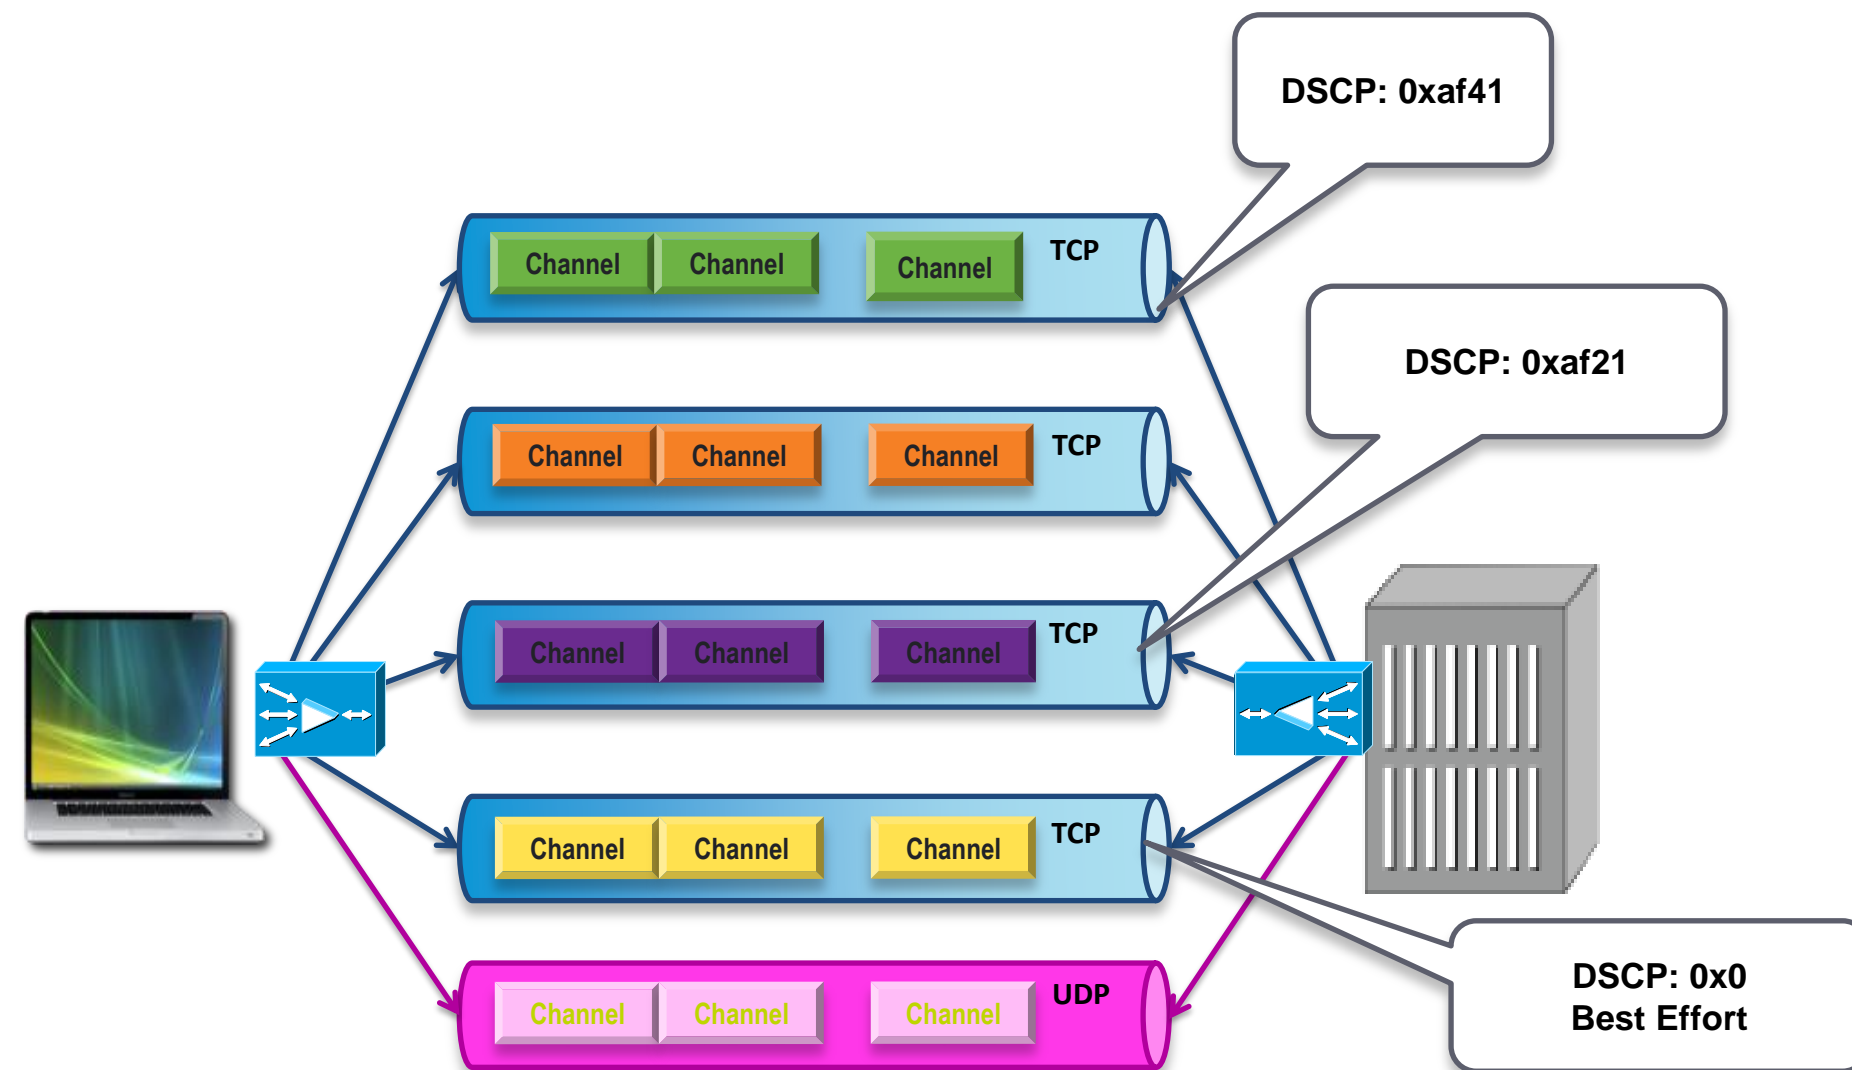 DSCP: 0xaf41
Channel Channel Channel TCP
DSCP: 0xaf21
Channel Channel Channel TCP
Channel Channel Channel TCP
Channel Channel Channel TCP
DSCP: 0x0
Best Effort
Channel Channel Channel UDP